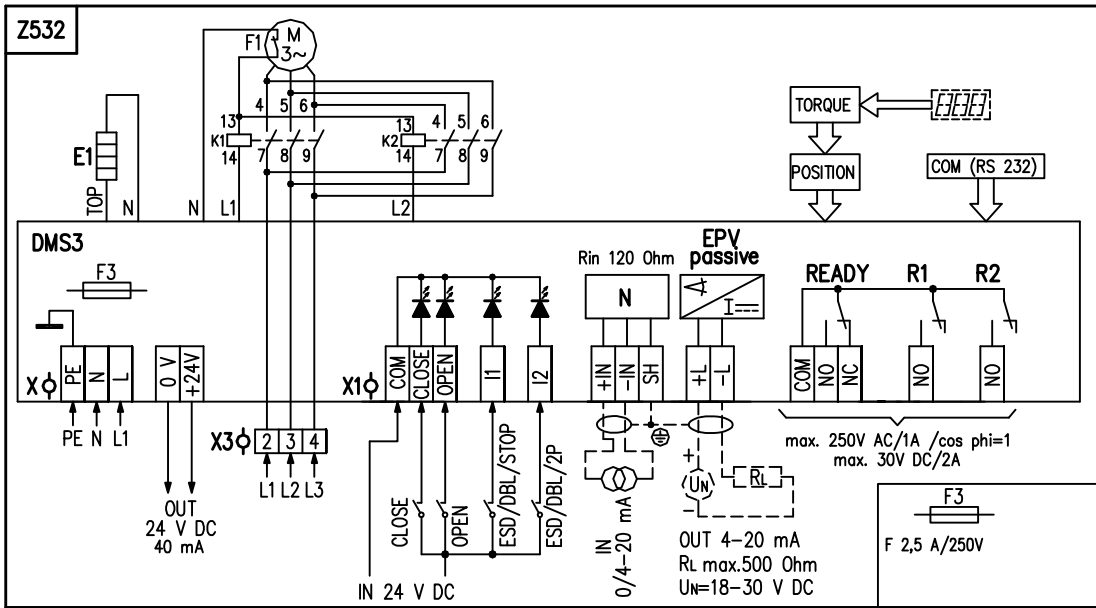 Z532
F1
M
3~
4 5 6
13
K1
14
7 8 9
13
K2
14
4 5 6
7 8 9
E1
TOP
N
N
L1
L2
TORQUE
POSITION
COM (RS 232)
DMS3
F3
Rin 120 Ohm
N
EPV
passive
I
READY
R1
R2
X
PE
N
L
0 V
+24V
X1
COM
CLOSE
OPEN
I1
I2
+IN
-IN
SH
+L
-L
COM
NO
NC
NO
NO
PE N L1
X3
2 3 4
L1 L2 L3
OUT
24 V DC
40 mA
CLOSE
OPEN
ESD/DBL/STOP
ESD/DBL/2P
IN 24 V DC
IN
0/4-20 mA
+
UN
-
RL
OUT 4-20 mA
RL max.500 Ohm
UN=18-30 V DC
max. 250V AC/1A /cos phi=1
max. 30V DC/2A
F3
F 2,5 A/250V